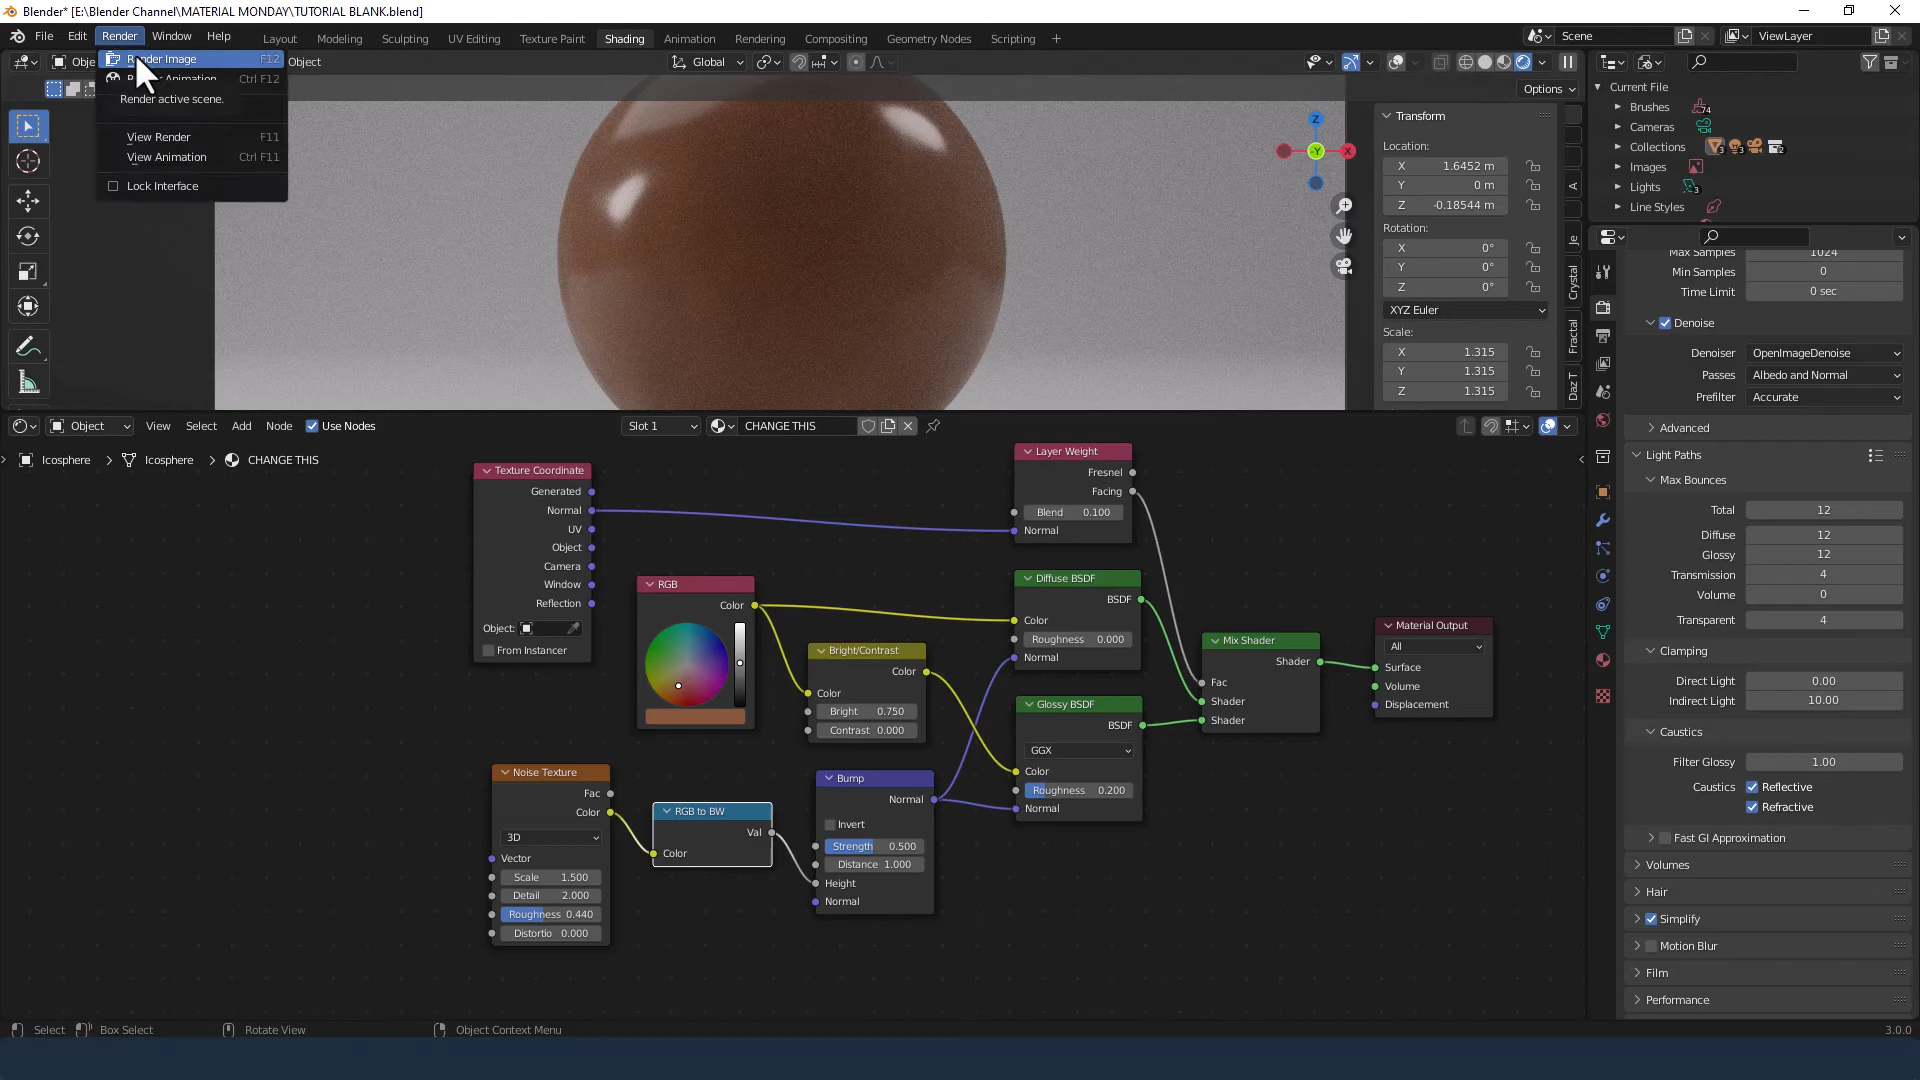 Blender* [E:\Blender Channel\MATERIAL MONDAY\TUTORIAL BLANK.blend]
File Edit Render Window Help Layout Modeling Sculpting UV Editing Texture Paint Shading Animation Rendering Compositing Geometry Nodes Scripting + Scene ViewLayer
Render Image F12
Ctrl F12
Render active scene.
View Render F11
View Animation Ctrl F11
Lock Interface
Object Global
Options
Z
-Y
X
Transform
Location:
X 1.6452 m
Y 0 m
Z -0.18544 m
Rotation:
X 0°
Y 0°
Z 0°
XYZ Euler
Scale:
X 1.315
Y 1.315
Z 1.315
A
Je
Crystal
Fractal
Daz T
Current File
Brushes 74
Cameras
Collections 3 3 2
Images
Lights 3
Line Styles
Max Samples 1024
Min Samples 0
Time Limit 0 sec
Denoise
Denoiser OpenImageDenoise
Passes Albedo and Normal
Prefilter Accurate
Advanced
Light Paths
Max Bounces
Total 12
Diffuse 12
Glossy 12
Transmission 4
Volume 0
Transparent 4
Clamping
Direct Light 0.00
Indirect Light 10.00
Caustics
Filter Glossy 1.00
Caustics Reflective
Refractive
Fast GI Approximation
Volumes
Hair
Simplify
Motion Blur
Film
Performance
Object View Select Add Node Use Nodes Slot 1 CHANGE THIS
Icosphere > Icosphere > CHANGE THIS
Texture Coordinate
Generated
Normal
UV
Object
Camera
Window
Reflection
Object:
From Instancer
RGB
Color
Bright/Contrast
Color
Color
Bright 0.750
Contrast 0.000
Noise Texture
Fac
Color
3D
Vector
Scale 1.500
Detail 2.000
Roughness 0.440
Distortio 0.000
RGB to BW
Val
Color
Bump
Normal
Invert
Strength 0.500
Distance 1.000
Height
Normal
Layer Weight
Fresnel
Facing
Blend 0.100
Normal
Diffuse BSDF
BSDF
Color
Roughness 0.000
Normal
Glossy BSDF
BSDF
GGX
Color
Roughness 0.200
Normal
Mix Shader
Shader
Fac
Shader
Shader
Material Output
All
Surface
Volume
Displacement
Select Box Select Rotate View Object Context Menu 3.0.0